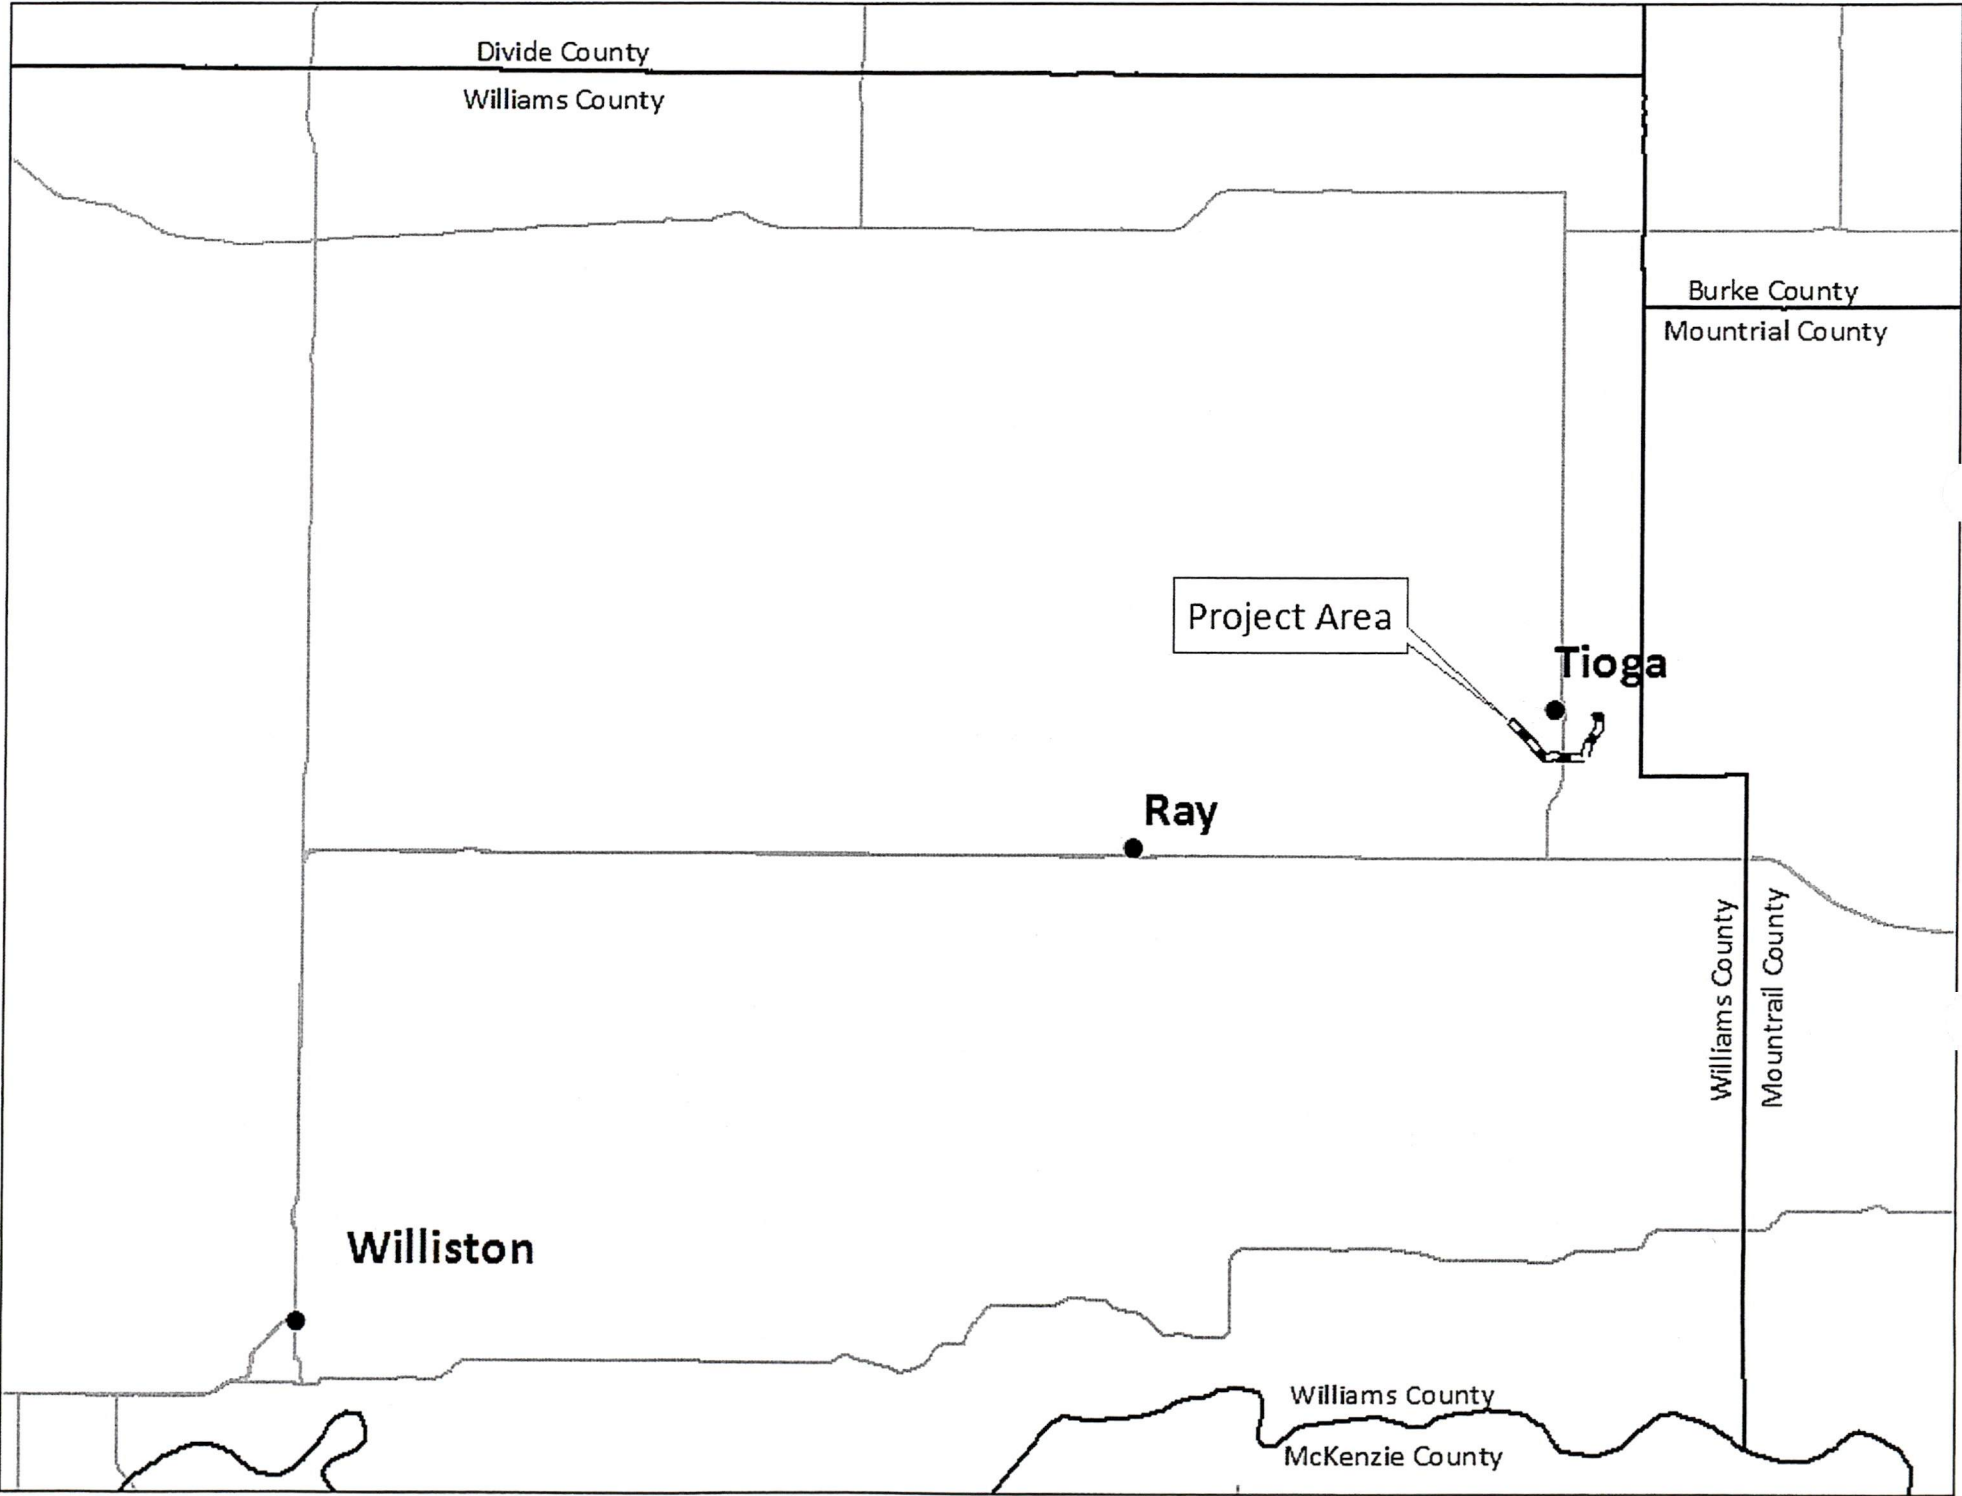 Divide County
Williams County
Burke County
Mountrial County
Project Area
Tioga
Ray
Williams County
Mountrail County
Williston
Williams County
McKenzie County